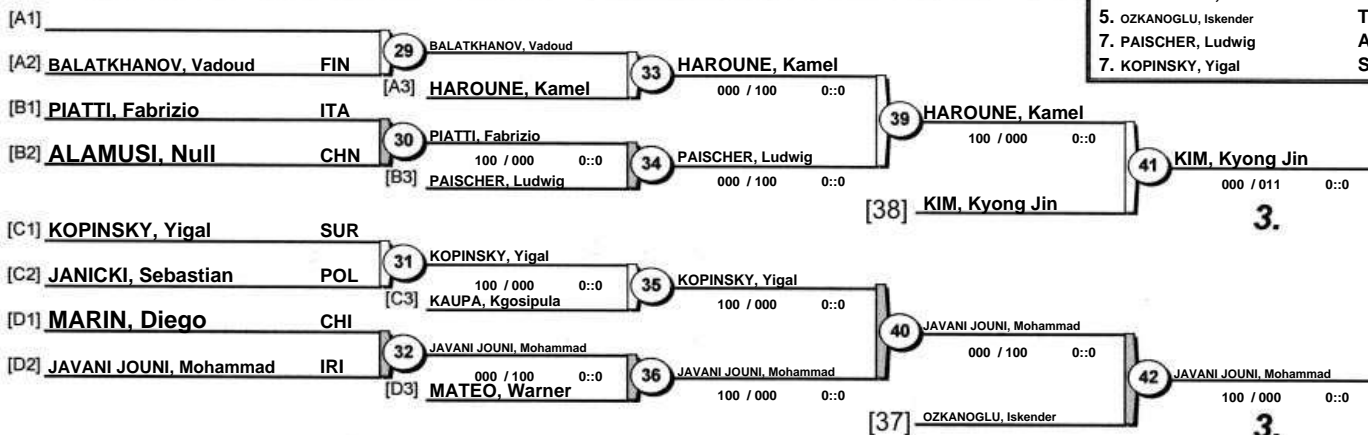 5. OZKANOGLU, Iskender T
7. PAISCHER, Ludwig A
7. KOPINSKY, Yigal S
[A1]
29 BALATKHANOV, Vadoud
[A2] BALATKHANOV, Vadoud FIN
33 HAROUNE, Kamel
[A3] HAROUNE, Kamel
000 / 100 0::0
[B1] PIATTI, Fabrizio ITA
39 HAROUNE, Kamel
30 PIATTI, Fabrizio
100 / 000 0::0
[B2] ALAMUSI, Null CHN
100 / 000 0::0
34 PAISCHER, Ludwig
41 KIM, Kyong Jin
[B3] PAISCHER, Ludwig
000 / 100 0::0
000 / 011 0::0
[38] KIM, Kyong Jin
3.
[C1] KOPINSKY, Yigal SUR
31 KOPINSKY, Yigal
[C2] JANICKI, Sebastian POL
100 / 000 0::0
35 KOPINSKY, Yigal
[C3] KAUPA, Kgosipula
100 / 000 0::0
[D1] MARIN, Diego CHI
40 JAVANI JOUNI, Mohammad
32 JAVANI JOUNI, Mohammad
000 / 100 0::0
[D2] JAVANI JOUNI, Mohammad IRI
000 / 100 0::0
36 JAVANI JOUNI, Mohammad
42 JAVANI JOUNI, Mohammad
[D3] MATEO, Warner
100 / 000 0::0
100 / 000 0::0
[37] OZKANOGLU, Iskender
3.